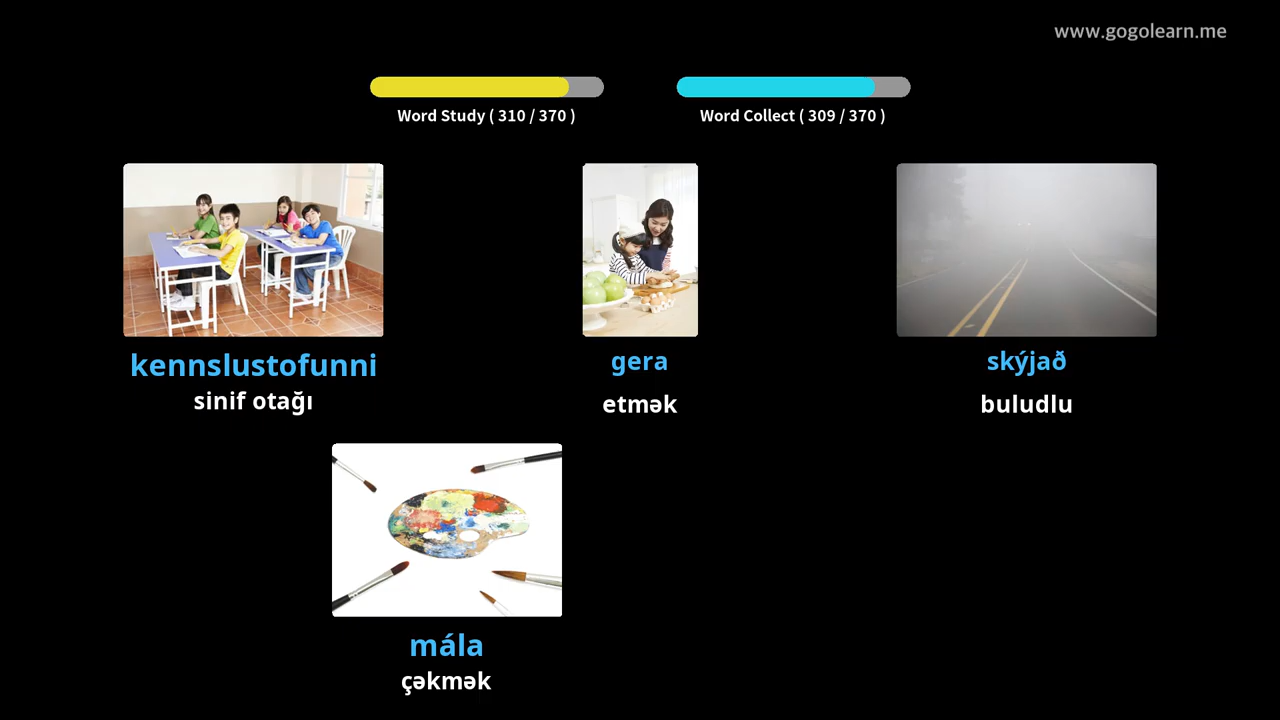 www.gogolearn.me
Word Study ( 310 / 370 )
Word Collect ( 309 / 370 )
kennslustofunni
sinif otağı
gera
etmək
skýjað
buludlu
mála
çəkmək